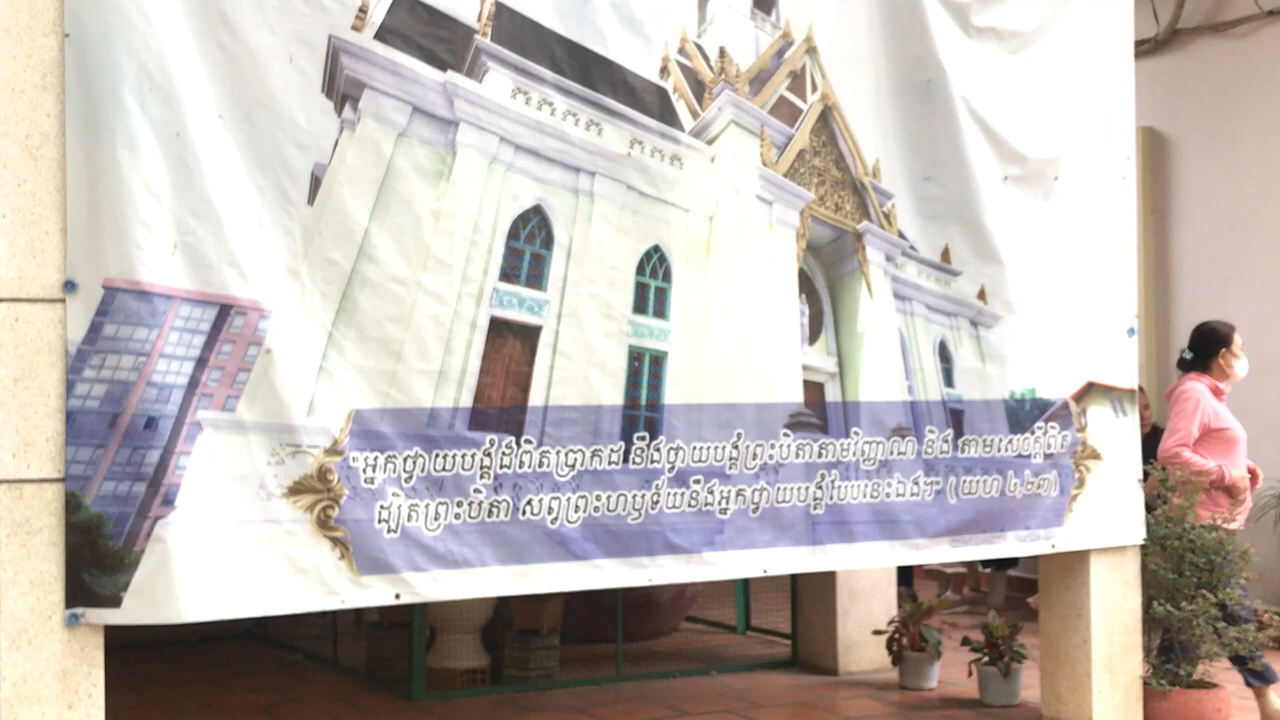 "អ្នកថ្វាយបង្គំដ៏ពិតប្រាកដ នឹងថ្វាយបង្គំព្រះបិតាតាមវិញ្ញាណ និង តាមសេចក្ដីពិត
ដ្បិតព្រះបិតា សព្វព្រះហឫទ័យនឹងអ្នកថ្វាយបង្គំបែបនេះឯង។" (យហ ៤,២៣)